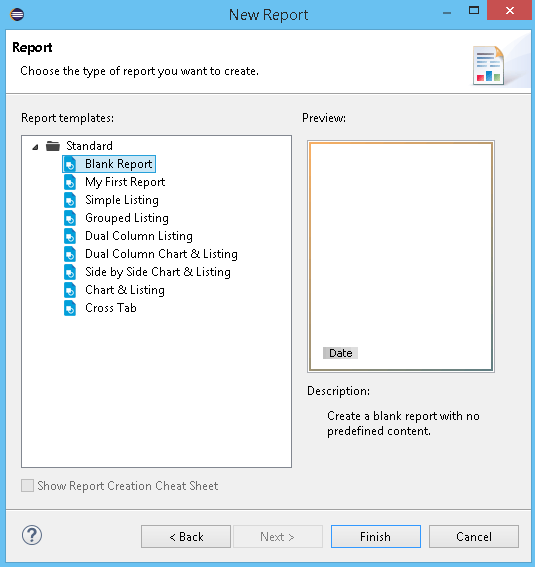 New Report
Report
Choose the type of report you want to create.
Report templates:
Standard
Blank Report
My First Report
Simple Listing
Grouped Listing
Dual Column Listing
Dual Column Chart & Listing
Side by Side Chart & Listing
Chart & Listing
Cross Tab
Preview:
Date
Description:
Create a blank report with no
predefined content.
Show Report Creation Cheat Sheet
?
< Back
Next >
Finish
Cancel